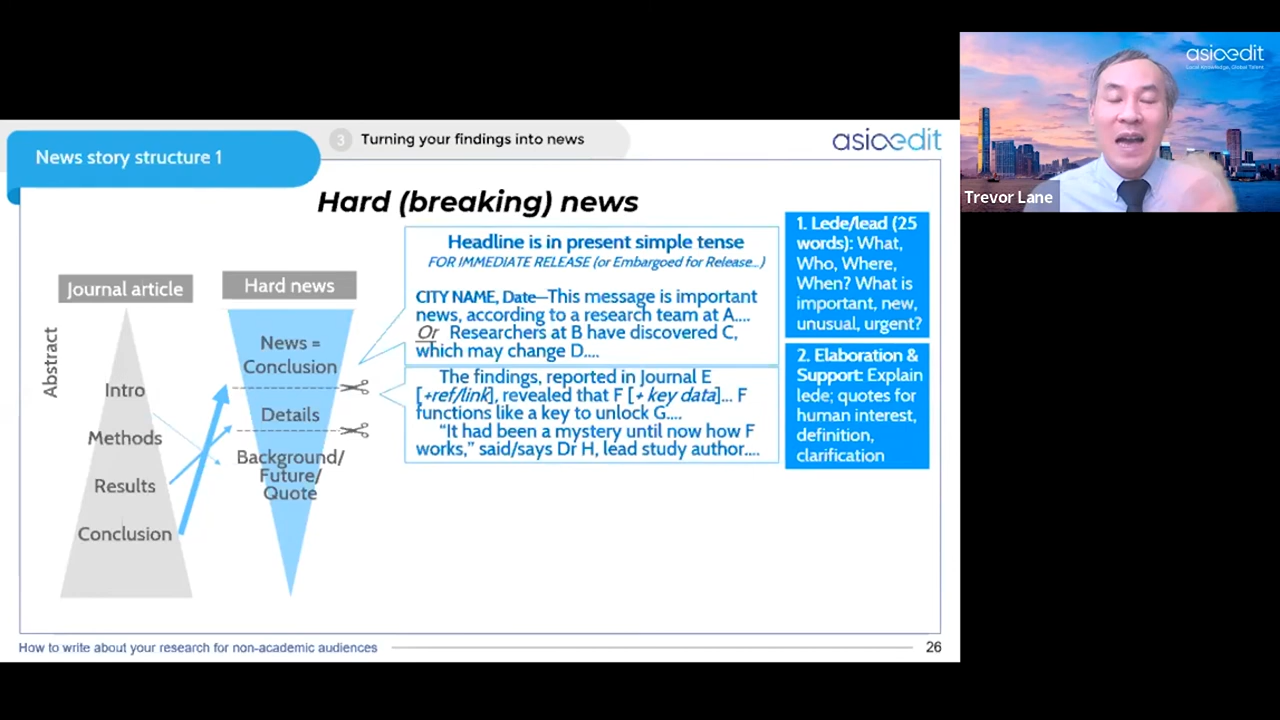 News story structure 1
3 Turning your findings into news
asiaedit
Hard (breaking) news
Journal article
Abstract
Intro
Methods
Results
Conclusion
Hard news
News =
Conclusion
Details
Background/
Future/
Quote
Headline is in present simple tense
FOR IMMEDIATE RELEASE (or Embargoed for Release...)
CITY NAME, Date—This message is important
news, according to a research team at A....
Or Researchers at B have discovered C,
which may change D....
The findings, reported in Journal E
[+ref/link], revealed that F [+ key data]... F
functions like a key to unlock G....
“It had been a mystery until now how F
works,” said/says Dr H, lead study author....
1. Lede/lead (25
words): What,
Who, Where,
When? What is
important, new,
unusual, urgent?
2. Elaboration &
Support: Explain
lede; quotes for
human interest,
definition,
clarification
How to write about your research for non-academic audiences
26
asiaedit
Local Knowledge, Global Talent
Trevor Lane